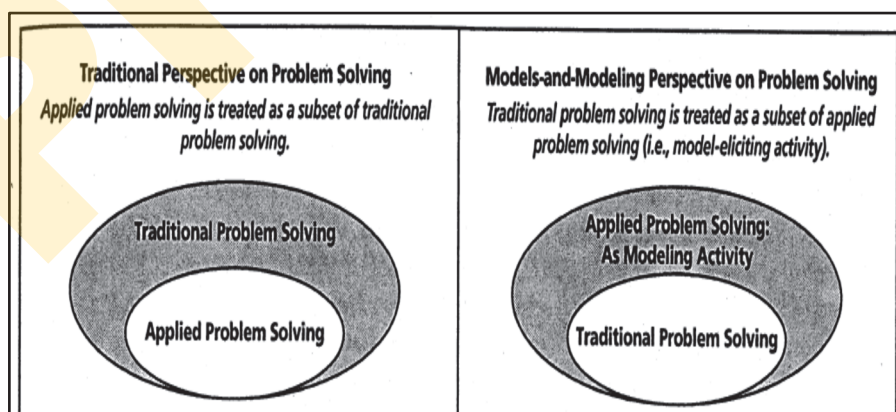 Traditional Perspective on Problem Solving
Applied problem solving is treated as a subset of traditional
problem solving.
Traditional Problem Solving
Applied Problem Solving
Models-and-Modeling Perspective on Problem Solving
Traditional problem solving is treated as a subset of applied
problem solving (i.e., model-eliciting activity).
Applied Problem Solving:
As Modeling Activity
Traditional Problem Solving